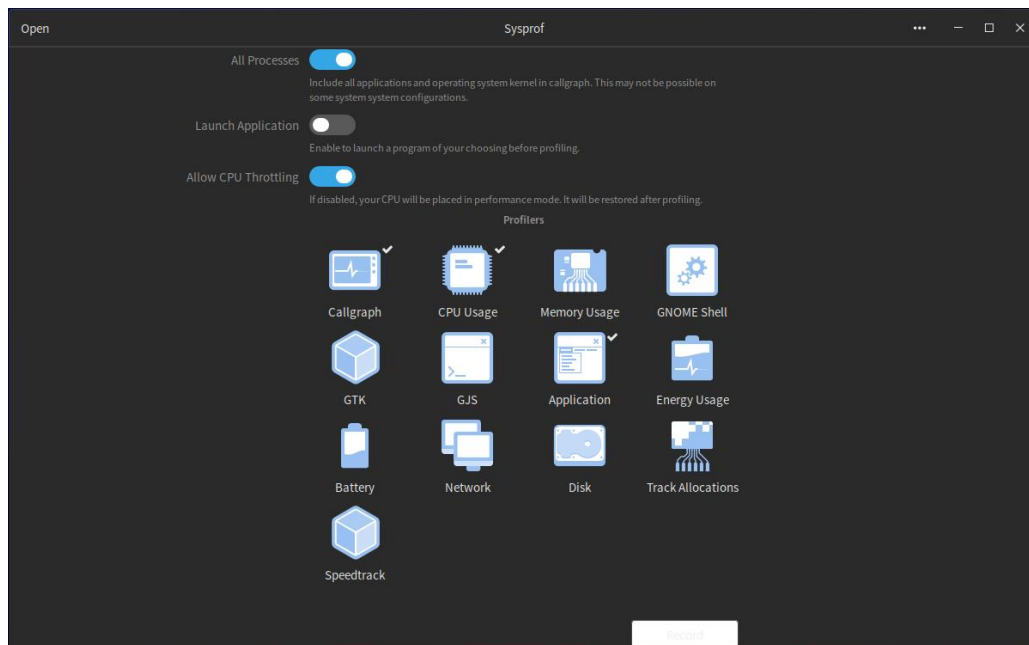 Open
Sysprof
All Processes
Include all applications and operating system kernel in callgraph. This may not be possible on
some system system configurations.
Launch Application
Enable to launch a program of your choosing before profiling.
Allow CPU Throttling
If disabled, your CPU will be placed in performance mode. It will be restored after profiling.
Profilers
Callgraph CPU Usage Memory Usage GNOME Shell
GTK GJS Application Energy Usage
Battery Network Disk Track Allocations
Speedtrack
Record